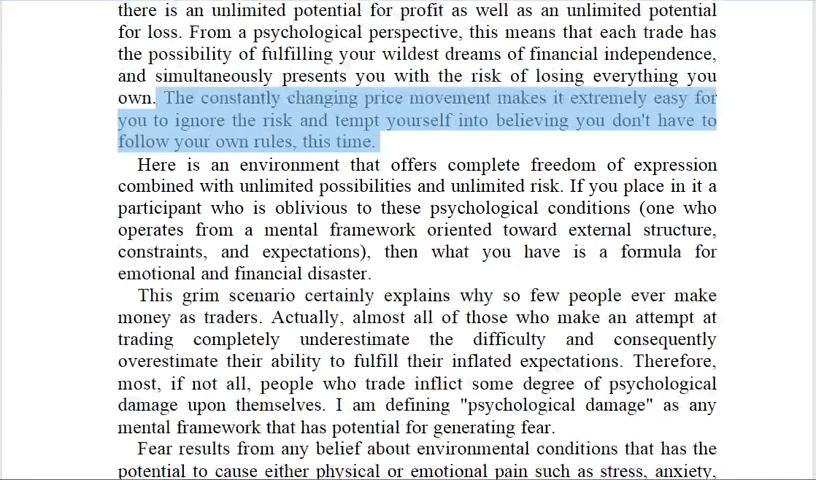 there is an unlimited potential for profit as well as an unlimited potential
for loss. From a psychological perspective, this means that each trade has
the possibility of fulfilling your wildest dreams of financial independence,
and simultaneously presents you with the risk of losing everything you
own. The constantly changing price movement makes it extremely easy for
you to ignore the risk and tempt yourself into believing you don't have to
follow your own rules, this time.
Here is an environment that offers complete freedom of expression
combined with unlimited possibilities and unlimited risk. If you place in it a
participant who is oblivious to these psychological conditions (one who
operates from a mental framework oriented toward external structure,
constraints, and expectations), then what you have is a formula for
emotional and financial disaster.
This grim scenario certainly explains why so few people ever make
money as traders. Actually, almost all of those who make an attempt at
trading completely underestimate the difficulty and consequently
overestimate their ability to fulfill their inflated expectations. Therefore,
most, if not all, people who trade inflict some degree of psychological
damage upon themselves. I am defining "psychological damage" as any
mental framework that has potential for generating fear.
Fear results from any belief about environmental conditions that has the
potential to cause either physical or emotional pain such as stress, anxiety,